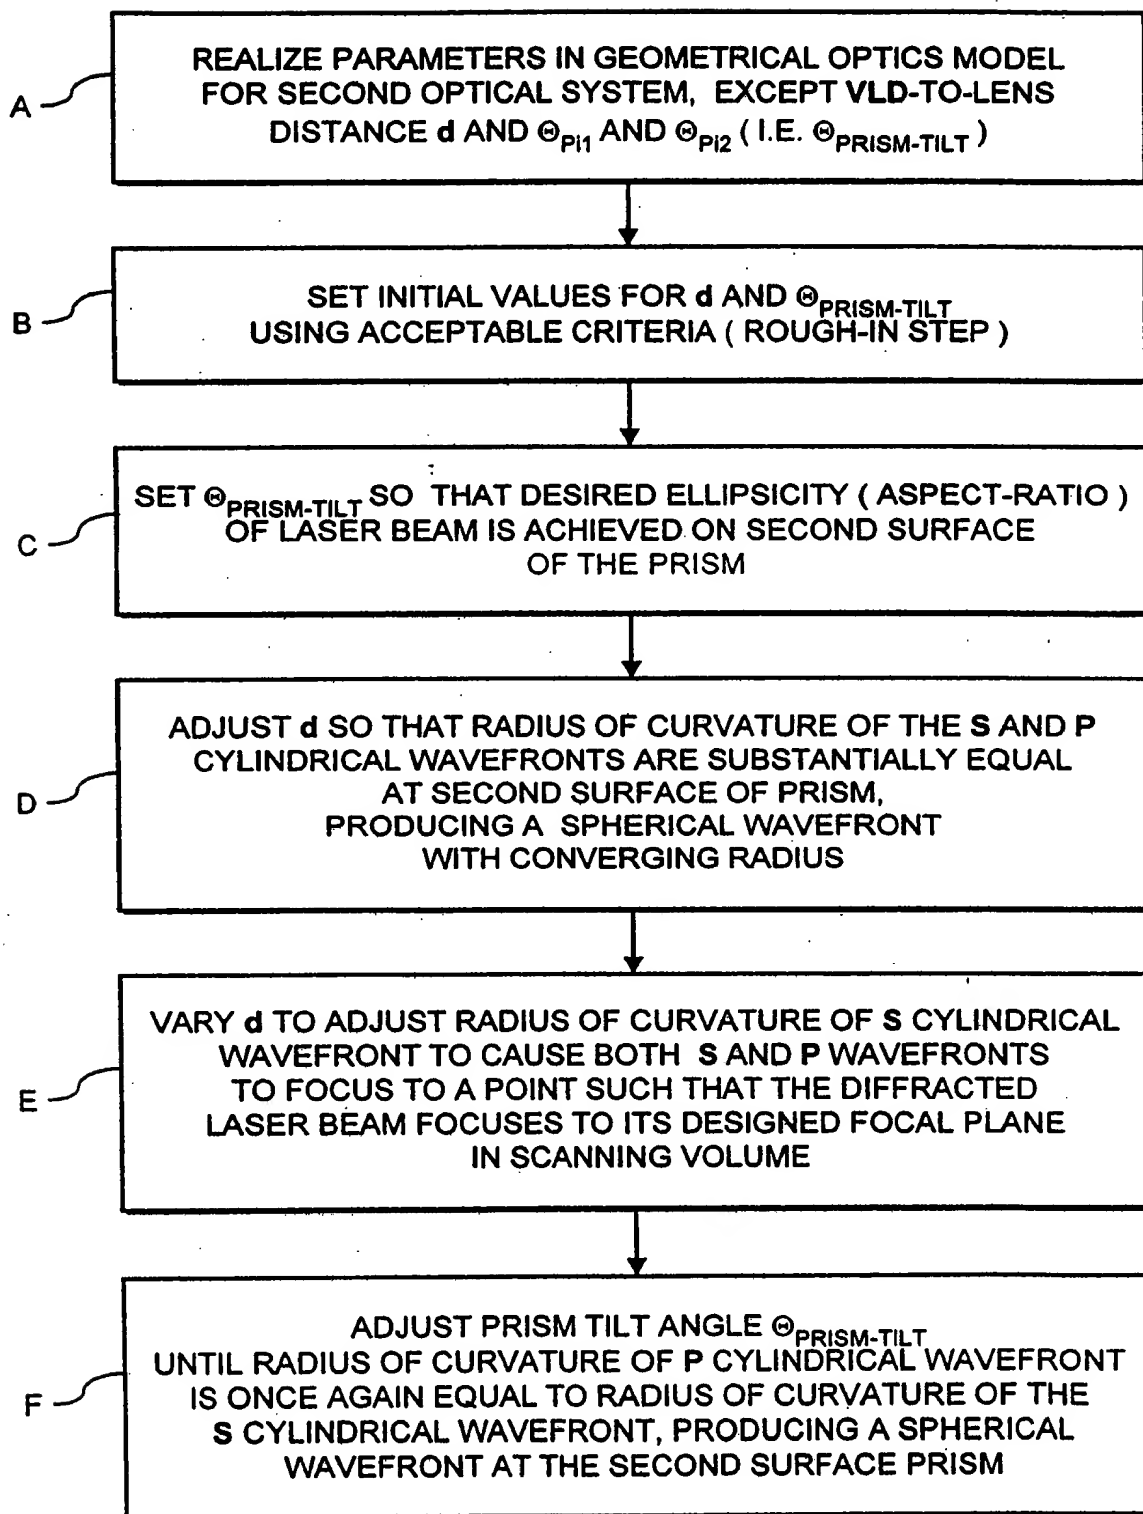 A
REALIZE PARAMETERS IN GEOMETRICAL OPTICS MODEL
FOR SECOND OPTICAL SYSTEM, EXCEPT VLD-TO-LENS
DISTANCE d AND ΘPi1 AND ΘPi2 ( I.E. ΘPRISM-TILT )
B
SET INITIAL VALUES FOR d AND ΘPRISM-TILT
USING ACCEPTABLE CRITERIA ( ROUGH-IN STEP )
C
SET ΘPRISM-TILT SO THAT DESIRED ELLIPSICITY ( ASPECT-RATIO )
OF LASER BEAM IS ACHIEVED ON SECOND SURFACE
OF THE PRISM
D
ADJUST d SO THAT RADIUS OF CURVATURE OF THE S AND P
CYLINDRICAL WAVEFRONTS ARE SUBSTANTIALLY EQUAL
AT SECOND SURFACE OF PRISM,
PRODUCING A SPHERICAL WAVEFRONT
WITH CONVERGING RADIUS
E
VARY d TO ADJUST RADIUS OF CURVATURE OF S CYLINDRICAL
WAVEFRONT TO CAUSE BOTH S AND P WAVEFRONTS
TO FOCUS TO A POINT SUCH THAT THE DIFFRACTED
LASER BEAM FOCUSES TO ITS DESIGNED FOCAL PLANE
IN SCANNING VOLUME
F
ADJUST PRISM TILT ANGLE ΘPRISM-TILT
UNTIL RADIUS OF CURVATURE OF P CYLINDRICAL WAVEFRONT
IS ONCE AGAIN EQUAL TO RADIUS OF CURVATURE OF THE
S CYLINDRICAL WAVEFRONT, PRODUCING A SPHERICAL
WAVEFRONT AT THE SECOND SURFACE PRISM